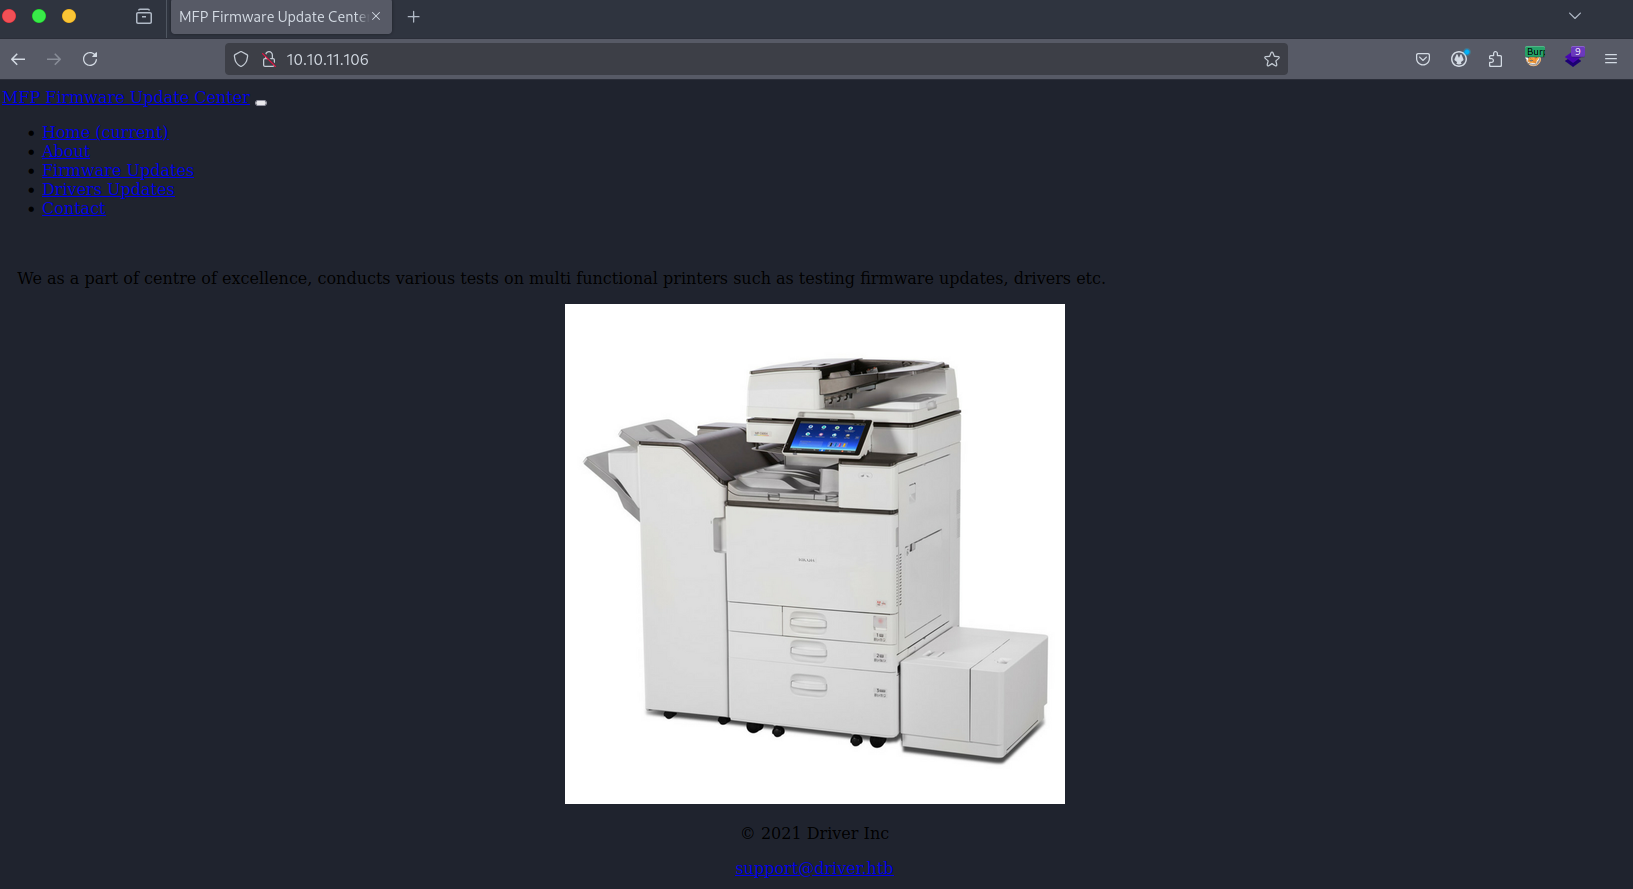 MFP Firmware Update Cente
10.10.11.106
Burp
9
MFP Firmware Update Center
Home (current)
About
Firmware Updates
Drivers Updates
Contact
We as a part of centre of excellence, conducts various tests on multi functional printers such as testing firmware updates, drivers etc.
© 2021 Driver Inc
support@driver.htb